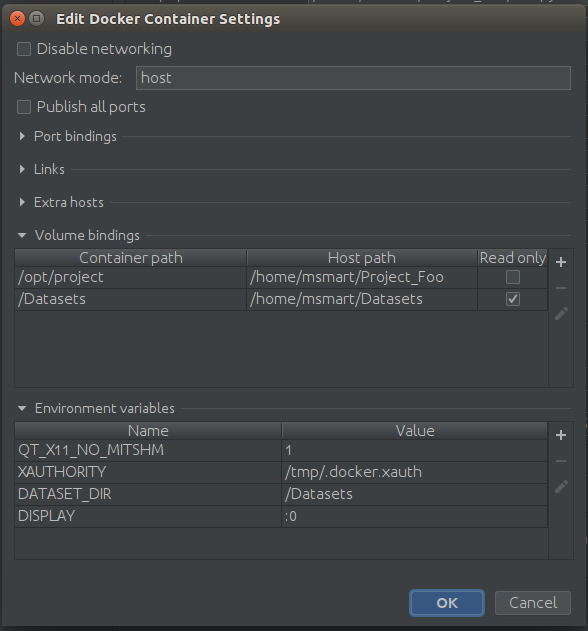 Edit Docker Container Settings
Disable networking
Network mode: host
Publish all ports
Port bindings
Links
Extra hosts
Volume bindings
Container path Host path Read only
/opt/project /home/msmart/Project_Foo
/Datasets /home/msmart/Datasets
Environment variables
Name Value
QT_X11_NO_MITSHM 1
XAUTHORITY /tmp/.docker.xauth
DATASET_DIR /Datasets
DISPLAY :0
OK Cancel